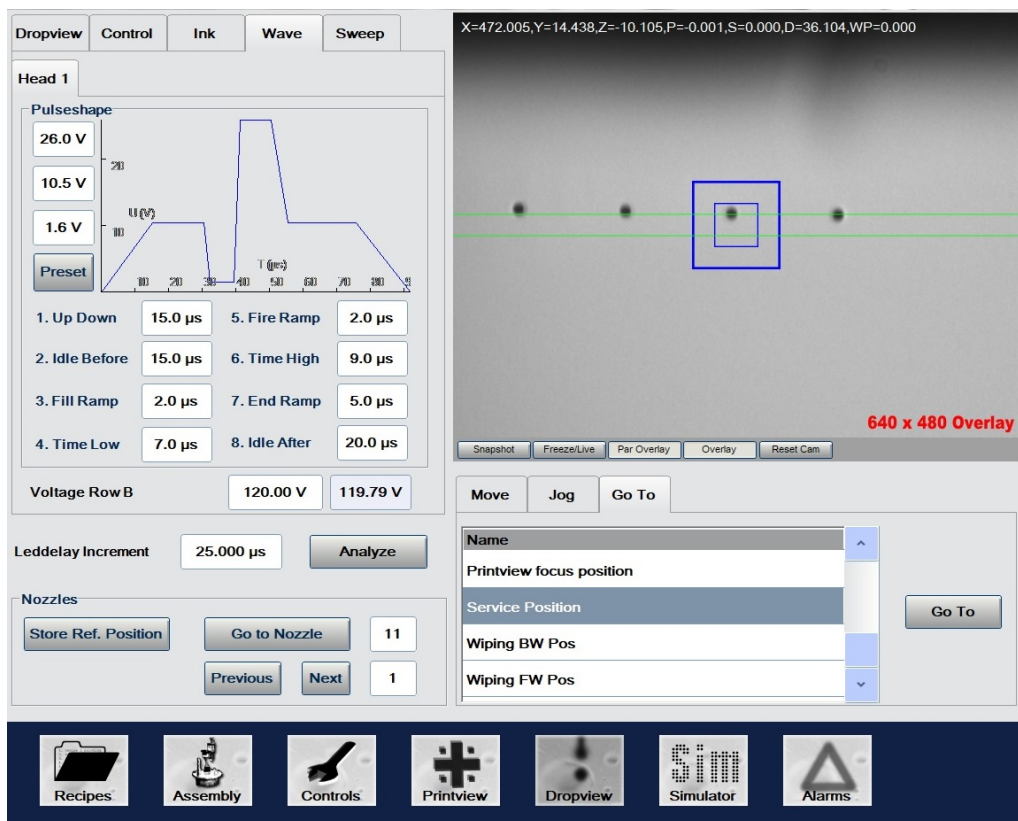 Dropview Control Ink Wave Sweep
Head 1
Pulseshape
26.0 V
10.5 V
1.6 V
Preset
20
10
U (V)
T (µs)
10 20 30 40 50 60 70 80 9
1. Up Down 15.0 µs 5. Fire Ramp 2.0 µs
2. Idle Before 15.0 µs 6. Time High 9.0 µs
3. Fill Ramp 2.0 µs 7. End Ramp 5.0 µs
4. Time Low 7.0 µs 8. Idle After 20.0 µs
Voltage Row B 120.00 V 119.79 V
Leddelay Increment 25.000 µs Analyze
Nozzles
Store Ref. Position Go to Nozzle 11
Previous Next 1
X=472.005,Y=14.438,Z=-10.105,P=-0.001,S=0.000,D=36.104,WP=0.000
640 x 480 Overlay
Snapshot Freeze/Live Par Overlay Overlay Reset Cam
Move Jog Go To
Name
Printview focus position
Service Position
Wiping BW Pos
Wiping FW Pos
Go To
Recipes Assembly Controls Printview Dropview Sim Simulator Alarms